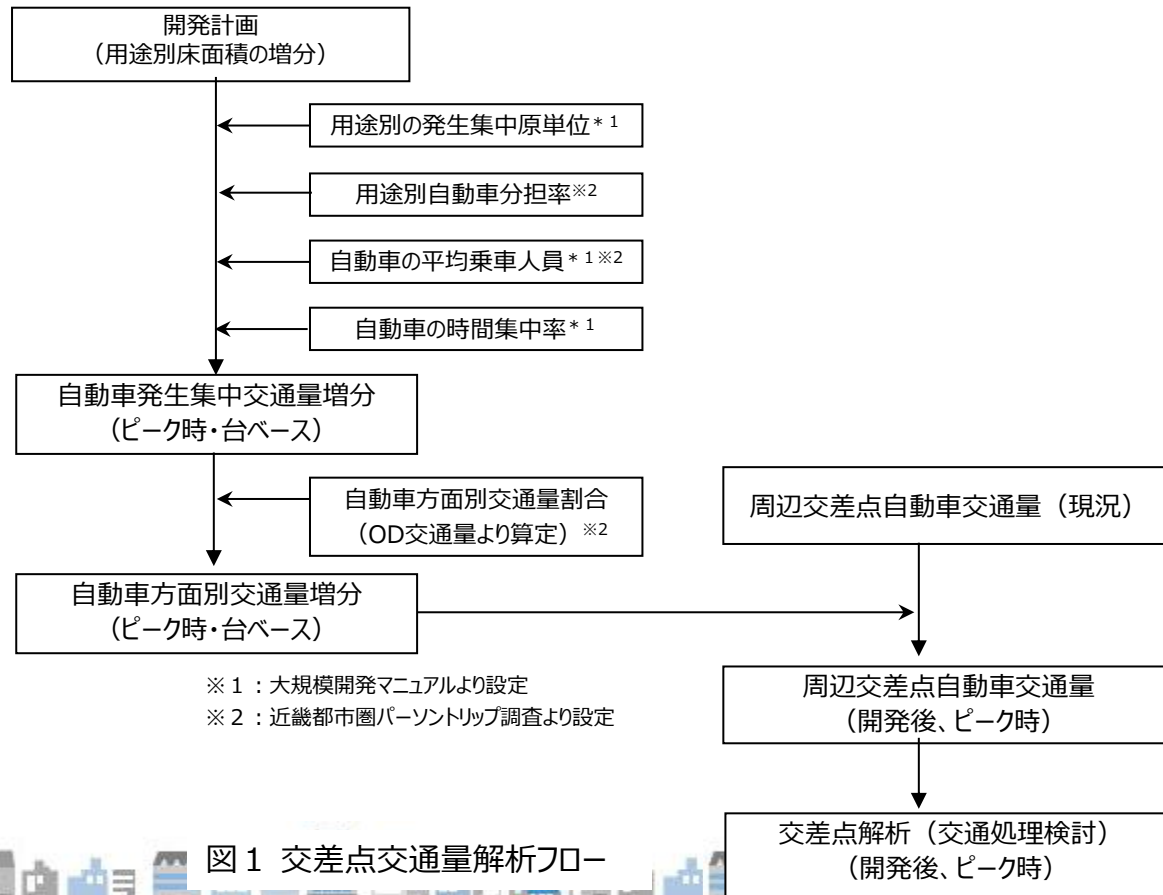 開発計画
（用途別床面積の増分）
用途別の発生集中原単位＊1
用途別自動車分担率※2
自動車の平均乗車人員＊1※2
自動車の時間集中率＊1
自動車発生集中交通量増分
（ピーク時・台ベース）
自動車方面別交通量割合
（OD交通量より算定）※2
自動車方面別交通量増分
（ピーク時・台ベース）
周辺交差点自動車交通量（現況）
※１：大規模開発マニュアルより設定
※２：近畿都市圏パーソントリップ調査より設定
周辺交差点自動車交通量
（開発後、ピーク時）
交差点解析（交通処理検討）
（開発後、ピーク時）
図１ 交差点交通量解析フロー